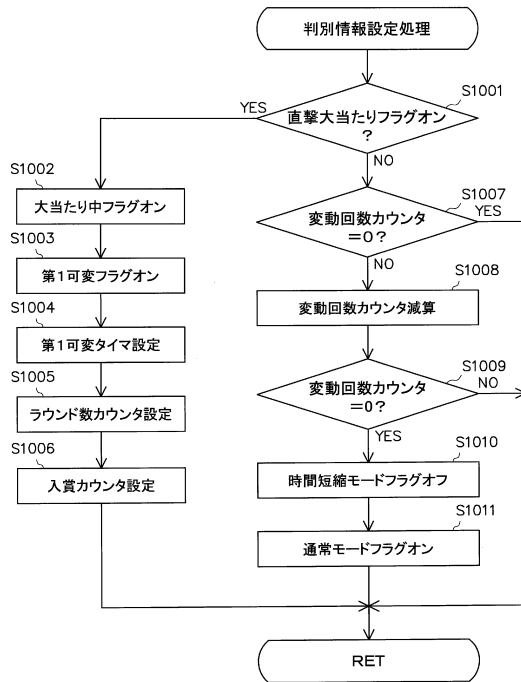 判別情報設定処理
S1001
直撃大当たりフラグオン
?
YES
NO
S1002
大当たり中フラグオン
S1003
第1可変フラグオン
S1004
第1可変タイマ設定
S1005
ラウンド数カウンタ設定
S1006
入賞カウンタ設定
S1007
変動回数カウンタ
=0?
YES
NO
S1008
変動回数カウンタ減算
S1009
変動回数カウンタ
=0?
NO
YES
S1010
時間短縮モードフラグオフ
S1011
通常モードフラグオン
RET